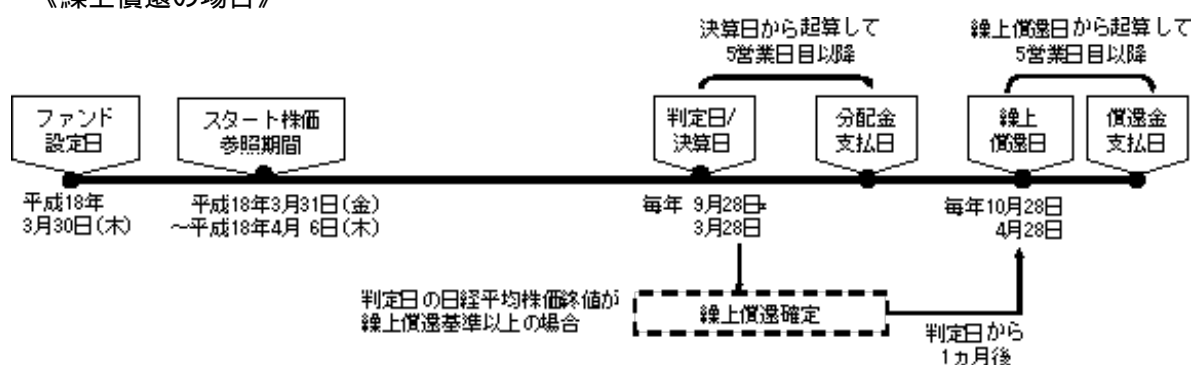 《繰上償還の場合》
決算日から起算して
5営業日目以降
繰上償還日から起算して
5営業日目以降
ファンド
設定日
スタート株価
参照期間
判定日/
決算日
分配金
支払日
繰上
償還日
償還金
支払日
平成18年
3月30日(木)
平成18年3月31日(金)
～平成18年4月 6日(木)
毎年 9月28日
3月28日
毎年10月28日
4月28日
判定日の日経平均株価終値が
繰上償還基準以上の場合
繰上償還確定
判定日から
1ヵ月後